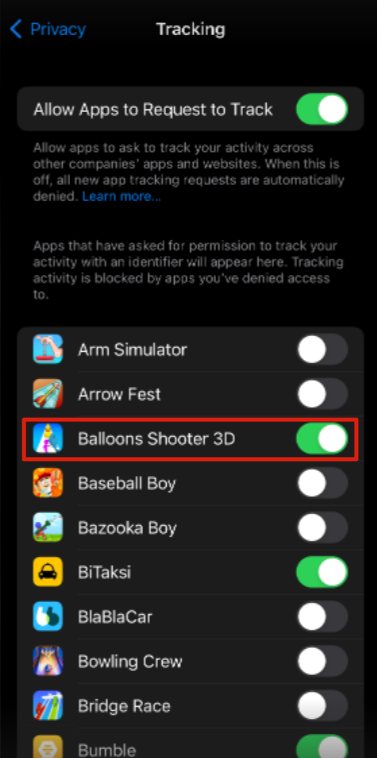 Privacy
Tracking
Allow Apps to Request to Track
Allow apps to ask to track your activity across
other companies' apps and websites. When this is
off, all new app tracking requests are automatically
denied. Learn more...
Apps that have asked for permission to track your
activity with an identifier will appear here. Tracking
activity is blocked by apps you've denied access
to.
Arm Simulator
Arrow Fest
Balloons Shooter 3D
Baseball Boy
Bazooka Boy
BiTaksi
BlaBlaCar
Bowling Crew
Bridge Race
Bumble